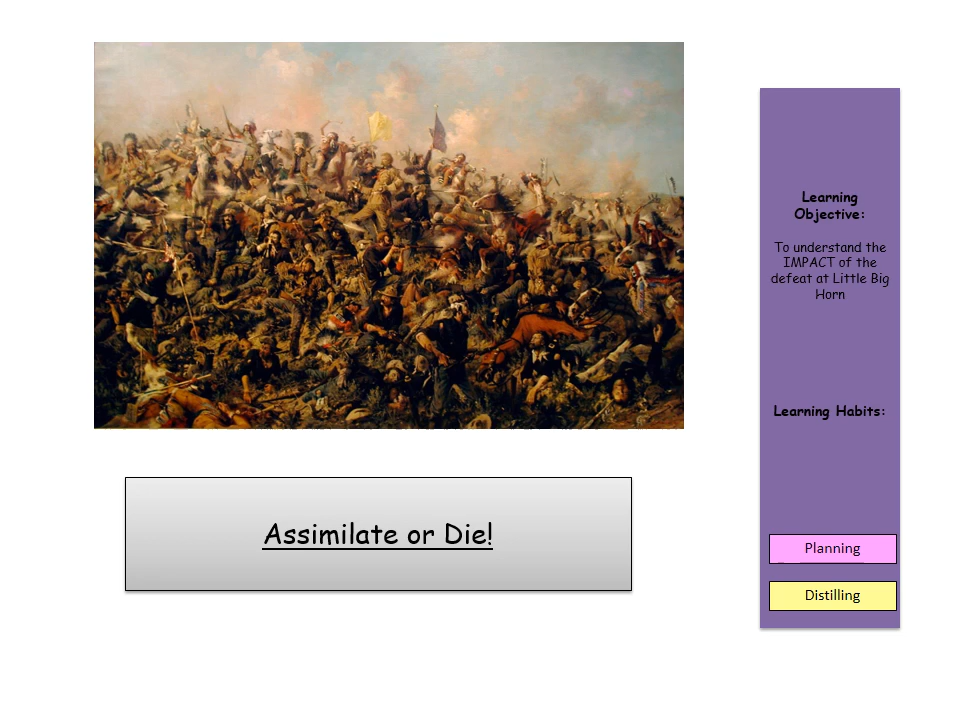 Assimilate or Die!
Learning
Objective:
To understand the
IMPACT of the
defeat at Little Big
Horn
Learning Habits:
Planning
Distilling